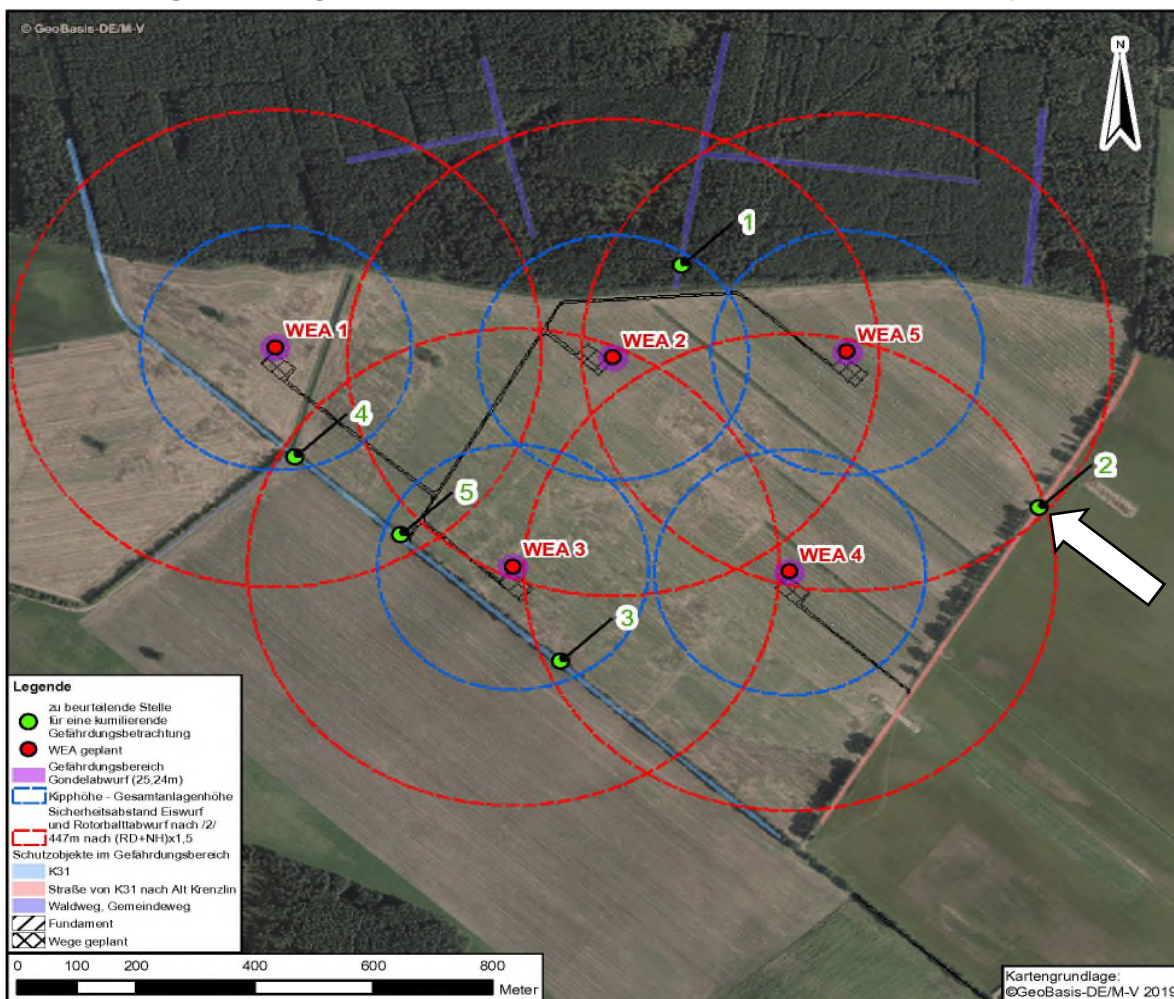 © GeoBasis-DE/M-V
N
1
WEA 1
WEA 2
WEA 5
4
2
5
WEA 3
WEA 4
3
Legende
zu beurteilende Stelle
für eine kumilierende
Gefährdungsbetrachtung
WEA geplant
Gefährdungsbereich
Gondelabwurf (25,24m)
Kipphöhe - Gesamtanlagenhöhe
Sicherheitsabstand Eiswurf
und Rotorbalttabwurf nach /2/
447m nach (RD+NH)x1,5
Schutzobjekte im Gefährdungsbereich
K31
Straße von K31 nach Alt Krenzlin
Waldweg, Gemeindeweg
Fundament
Wege geplant
0 100 200 400 600 800
Meter
Kartengrundlage:
©GeoBasis-DE/M-V 2019